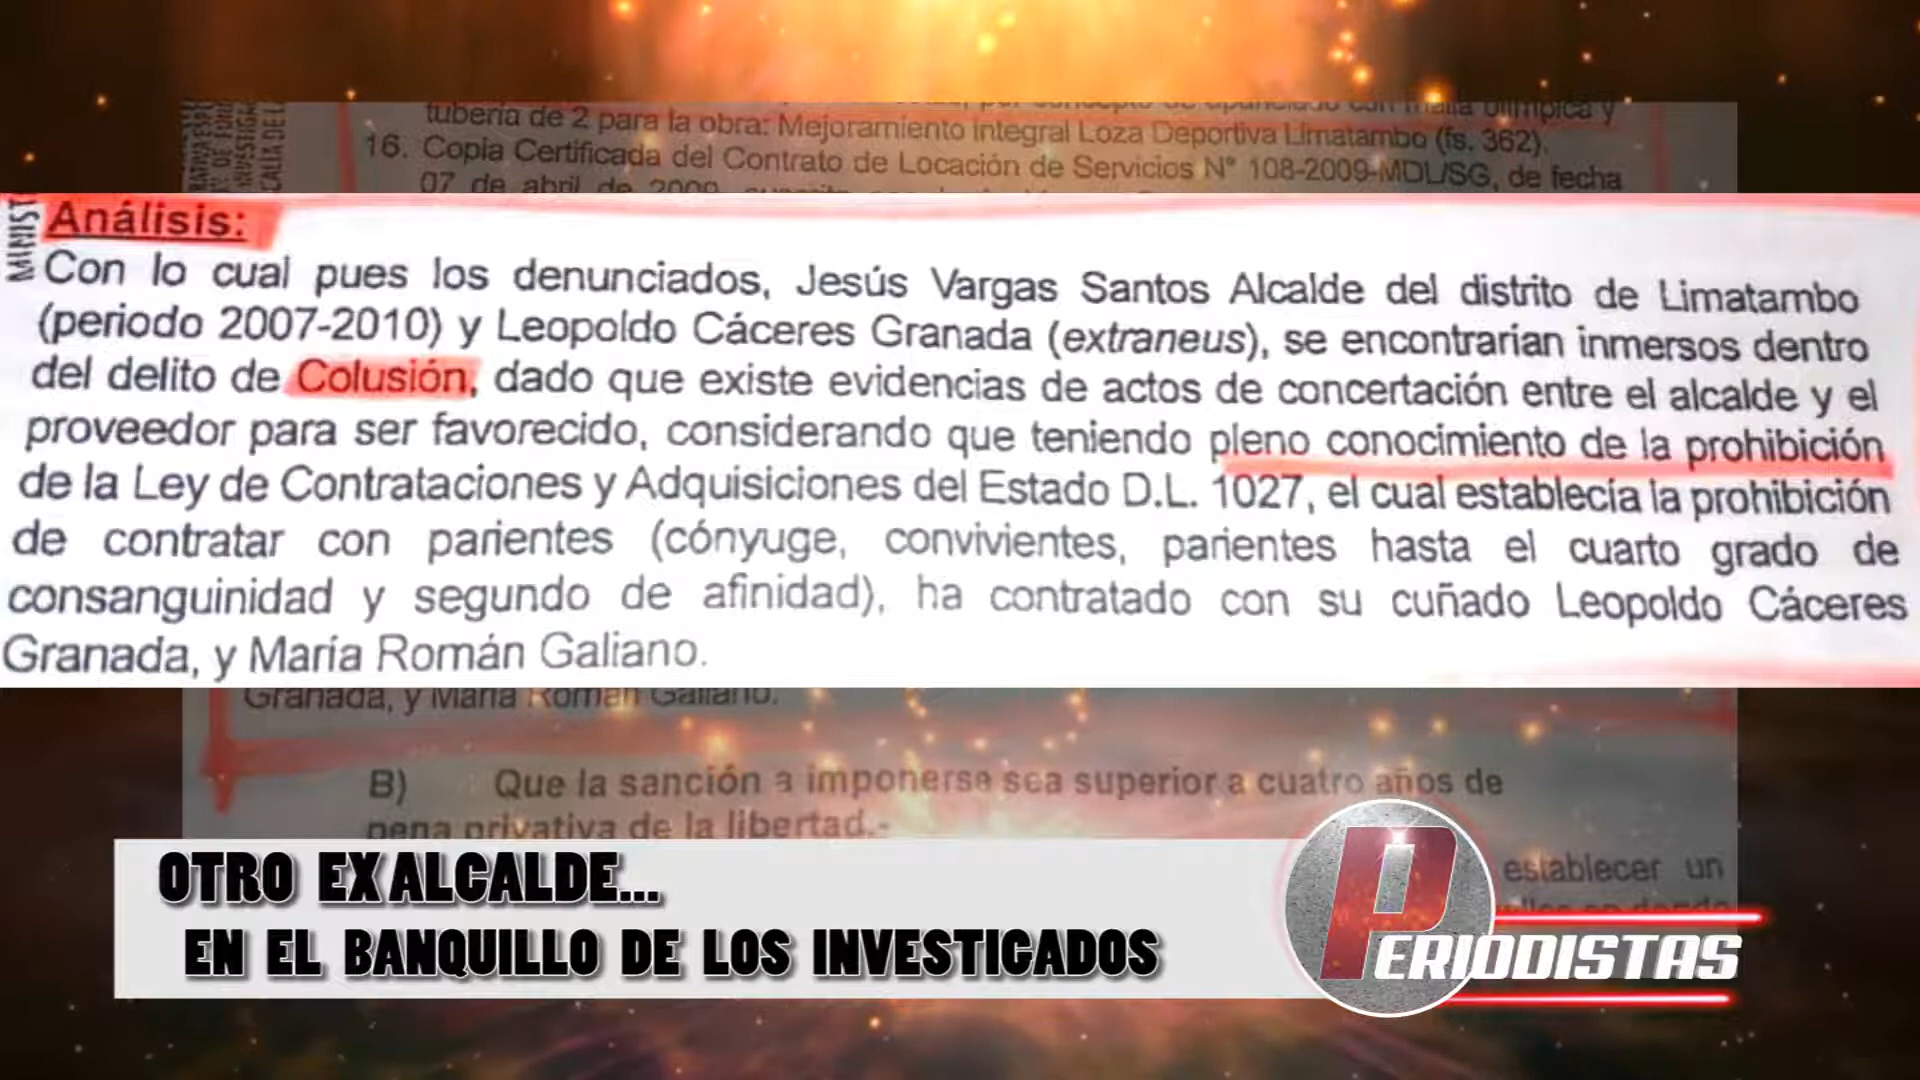 tubería de 2 para la obra: Mejoramiento Integral Loza Deportiva Limatambo (fs. 362).
16. Copia Certificada del Contrato de Locación de Servicios N° 108-2009-MDL/SG, de fecha
07 de abril de 2009
MINIST
Análisis:
Con lo cual pues los denunciados, Jesús Vargas Santos Alcalde del distrito de Limatambo
(periodo 2007-2010) y Leopoldo Cáceres Granada (extraneus), se encontrarían inmersos dentro
del delito de Colusión, dado que existe evidencias de actos de concertación entre el alcalde y el
proveedor para ser favorecido, considerando que teniendo pleno conocimiento de la prohibición
de la Ley de Contrataciones y Adquisiciones del Estado D.L. 1027, el cual establecía la prohibición
de contratar con parientes (cónyuge, convivientes, parientes hasta el cuarto grado de
consanguinidad y segundo de afinidad), ha contratado con su cuñado Leopoldo Cáceres
Granada, y María Román Galiano.
Granada, y María Román Galiano.
B) Que la sanción a imponerse sea superior a cuatro años de
pena privativa de la libertad.-
establecer un
OTRO EXALCALDE...
EN EL BANQUILLO DE LOS INVESTIGADOS
PERIODISTAS